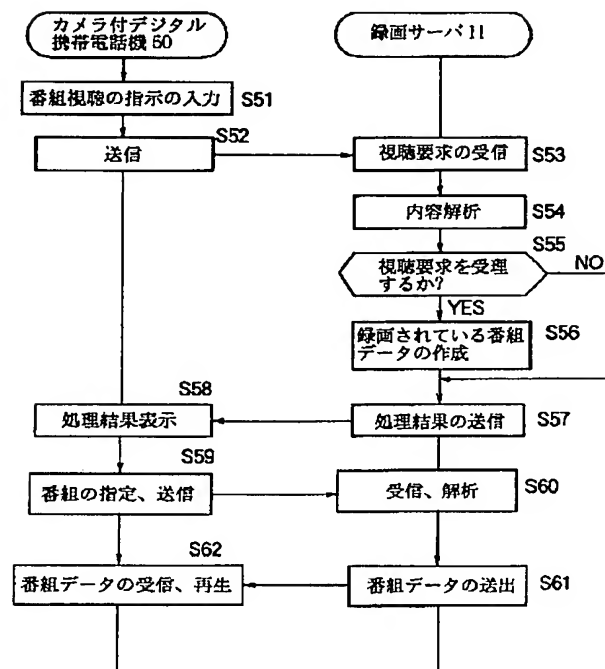 カメラ付デジタル
携帯電話機 50
録画サーバ 11
番組視聴の指示の入力
S51
S52
送信
視聴要求の受信
S53
内容解析
S54
S55
視聴要求を受理
するか?
NO
YES
録画されている番組
データの作成
S56
S58
処理結果表示
処理結果の送信
S57
S59
番組の指定、送信
受信、解析
S60
S62
番組データの受信、再生
番組データの送出
S61